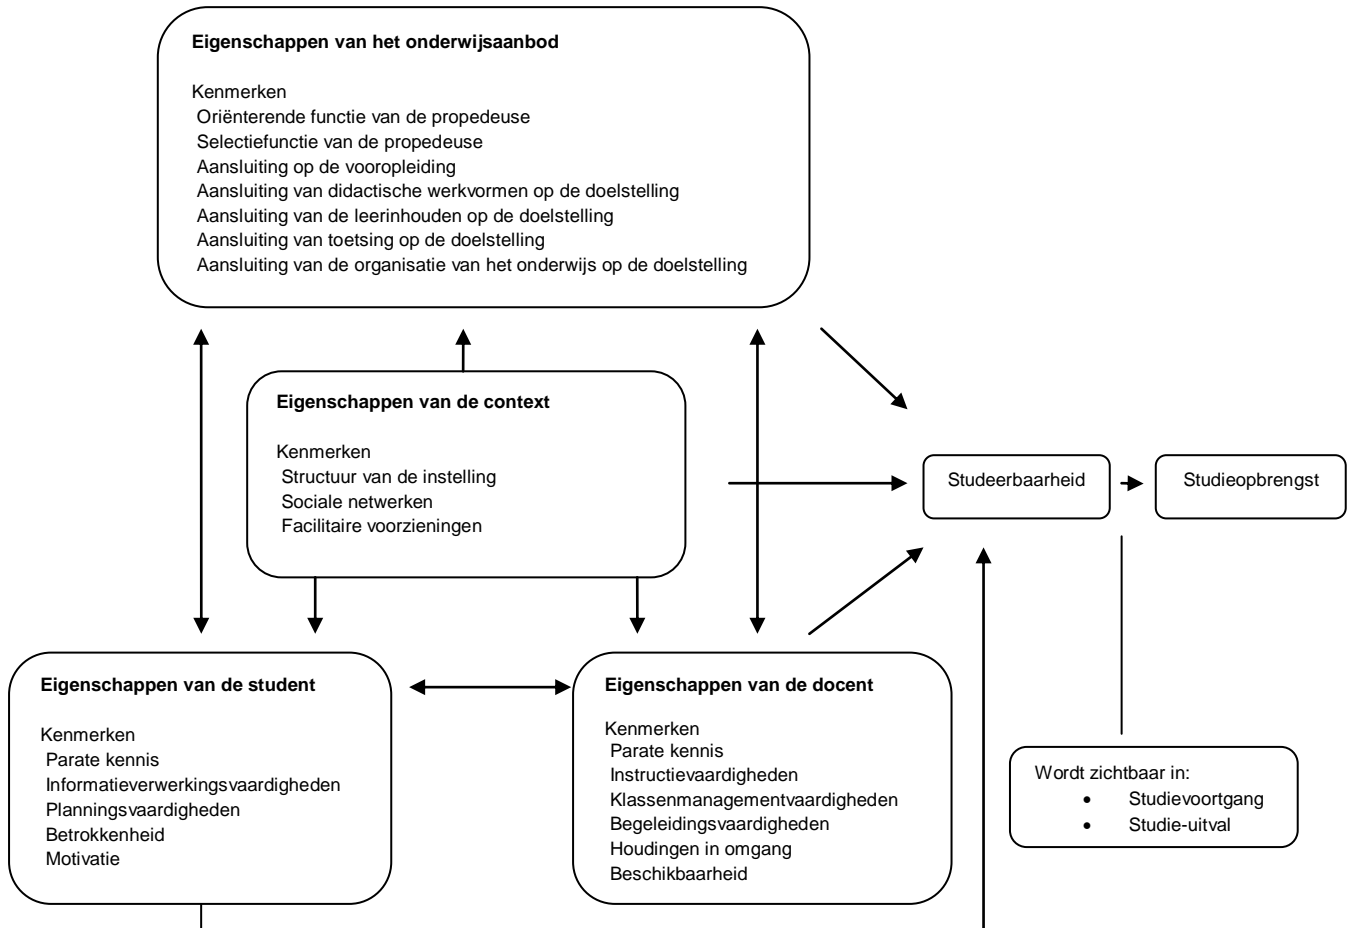 Eigenschappen van het onderwijsaanbod
Kenmerken
Oriënterende functie van de propedeuse
Selectiefunctie van de propedeuse
Aansluiting op de vooropleiding
Aansluiting van didactische werkvormen op de doelstelling
Aansluiting van de leerinhouden op de doelstelling
Aansluiting van toetsing op de doelstelling
Aansluiting van de organisatie van het onderwijs op de doelstelling
Eigenschappen van de context
Kenmerken
Structuur van de instelling
Sociale netwerken
Facilitaire voorzieningen
Studeerbaarheid
Studieopbrengst
Eigenschappen van de student
Kenmerken
Parate kennis
Informatieverwerkingsvaardigheden
Planningsvaardigheden
Betrokkenheid
Motivatie
Eigenschappen van de docent
Kenmerken
Parate kennis
Instructievaardigheden
Klassenmanagementvaardigheden
Begeleidingsvaardigheden
Houdingen in omgang
Beschikbaarheid
Wordt zichtbaar in:
• Studievoortgang
• Studie-uitval